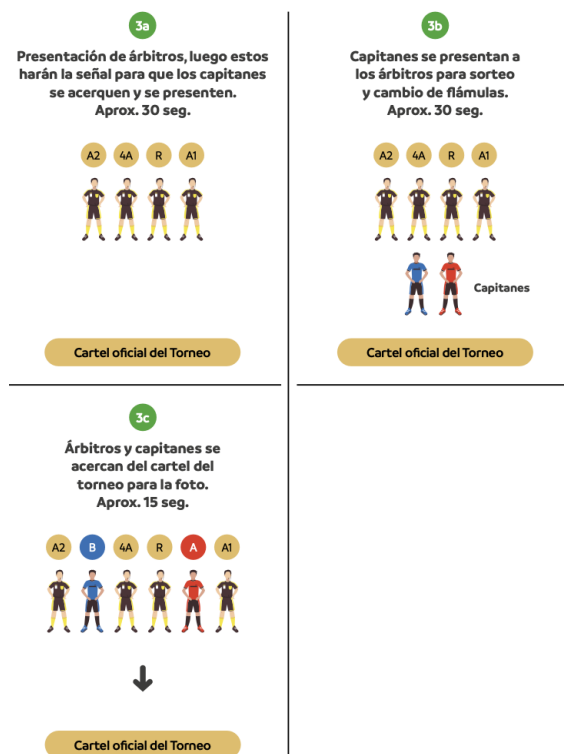 3a
Presentación de árbitros, luego estos
harán la señal para que los capitanes
se acerquen y se presenten.
Aprox. 30 seg.
A2 4A R A1
Cartel oficial del Torneo
3b
Capitanes se presentan a
los árbitros para sorteo
y cambio de flámulas.
Aprox. 30 seg.
A2 4A R A1
Capitanes
Cartel oficial del Torneo
3c
Árbitros y capitanes se
acercan del cartel del
torneo para la foto.
Aprox. 15 seg.
A2 B 4A R A A1
Cartel oficial del Torneo